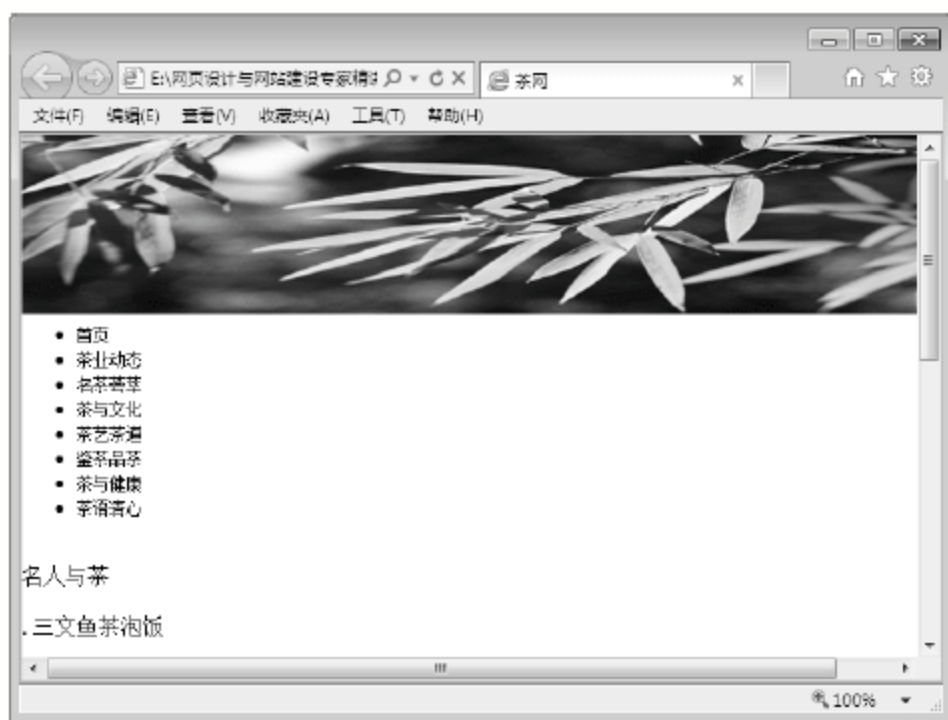 E:\网页设计与网站建设专家精
茶网
文件(F) 编辑(E) 查看(V) 收藏夹(A) 工具(T) 帮助(H)
• 首页
• 茶业动态
• 名茶荟萃
• 茶与文化
• 茶艺茶道
• 鉴茶品茶
• 茶与健康
• 茶语清心
名人与茶
. 三文鱼茶泡饭
100%